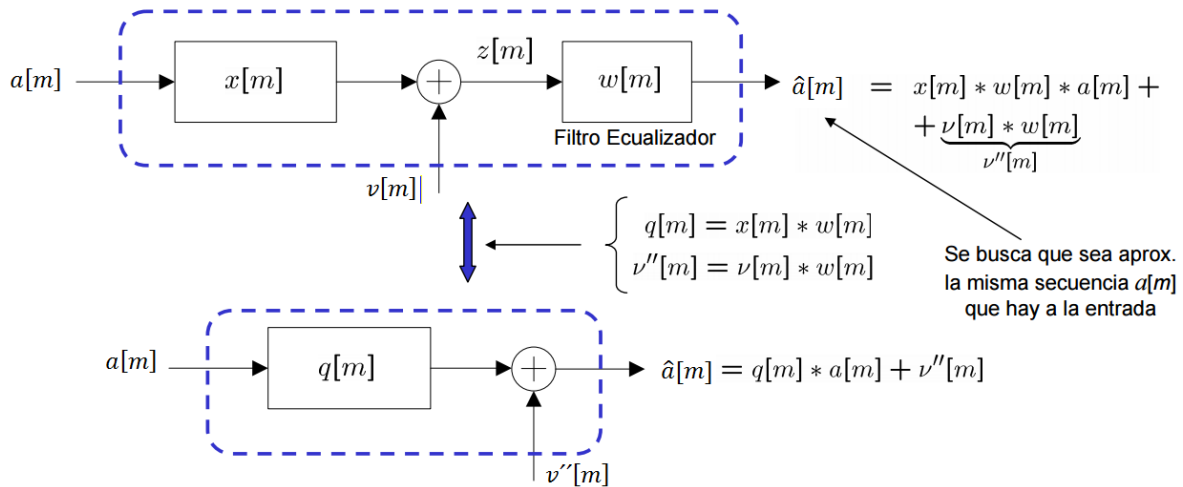 a[m]
x[m]
+
z[m]
w[m]
Filtro Ecualizador
v[m]
â[m] = x[m] ∗ w[m] ∗ a[m] +
+ ν[m] ∗ w[m]
ν″[m]
q[m] = x[m] ∗ w[m]
ν″[m] = ν[m] ∗ w[m]
Se busca que sea aprox.
la misma secuencia a[m]
que hay a la entrada
a[m]
q[m]
+
â[m] = q[m] ∗ a[m] + ν″[m]
v´´[m]